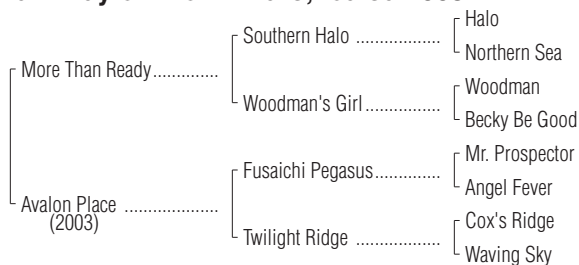 Halo
Southern Halo
Northern Sea
More Than Ready
Woodman
Woodman's Girl
Becky Be Good
Mr. Prospector
Fusaichi Pegasus
Angel Fever
Avalon Place
(2003)
Cox's Ridge
Twilight Ridge
Waving Sky